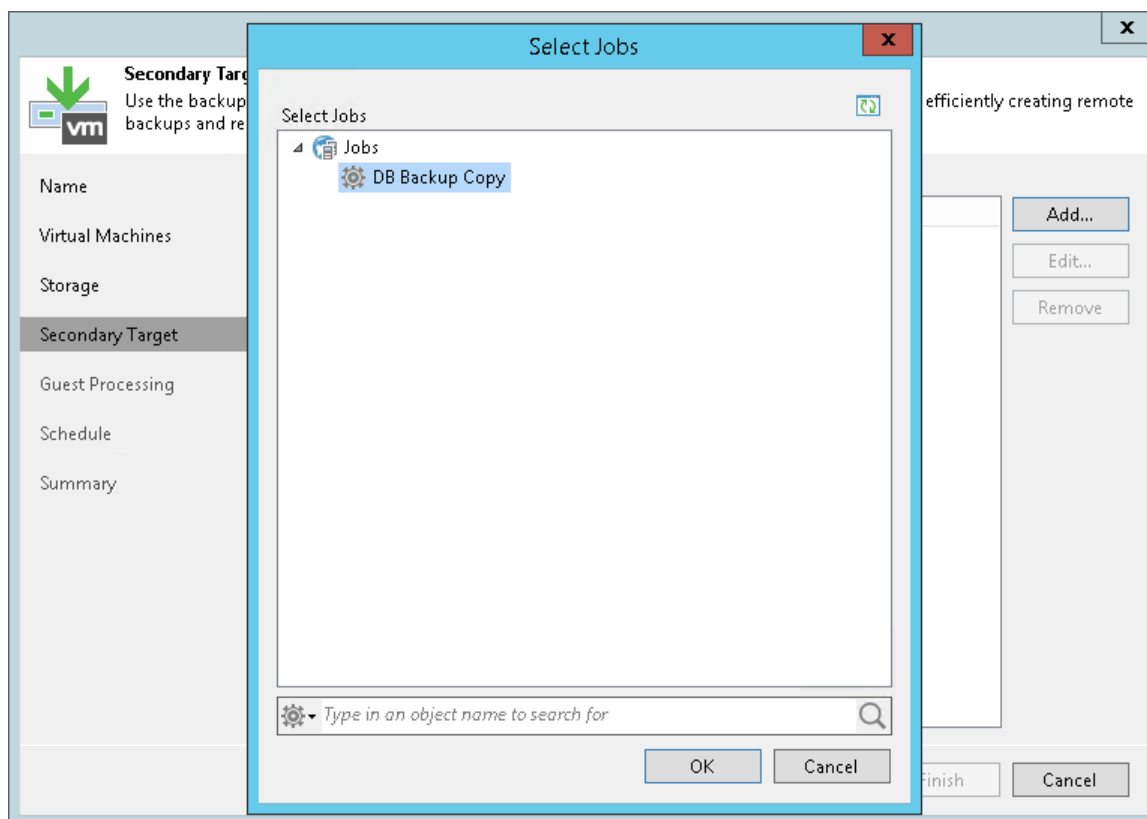 Select Jobs
x
x
Secondary Targ
Use the backup
backups and re
efficiently creating remote
vm
Name
Virtual Machines
Storage
Secondary Target
Guest Processing
Schedule
Summary
Select Jobs
Jobs
DB Backup Copy
Type in an object name to search for
OK
Cancel
Add...
Edit...
Remove
Finish
Cancel